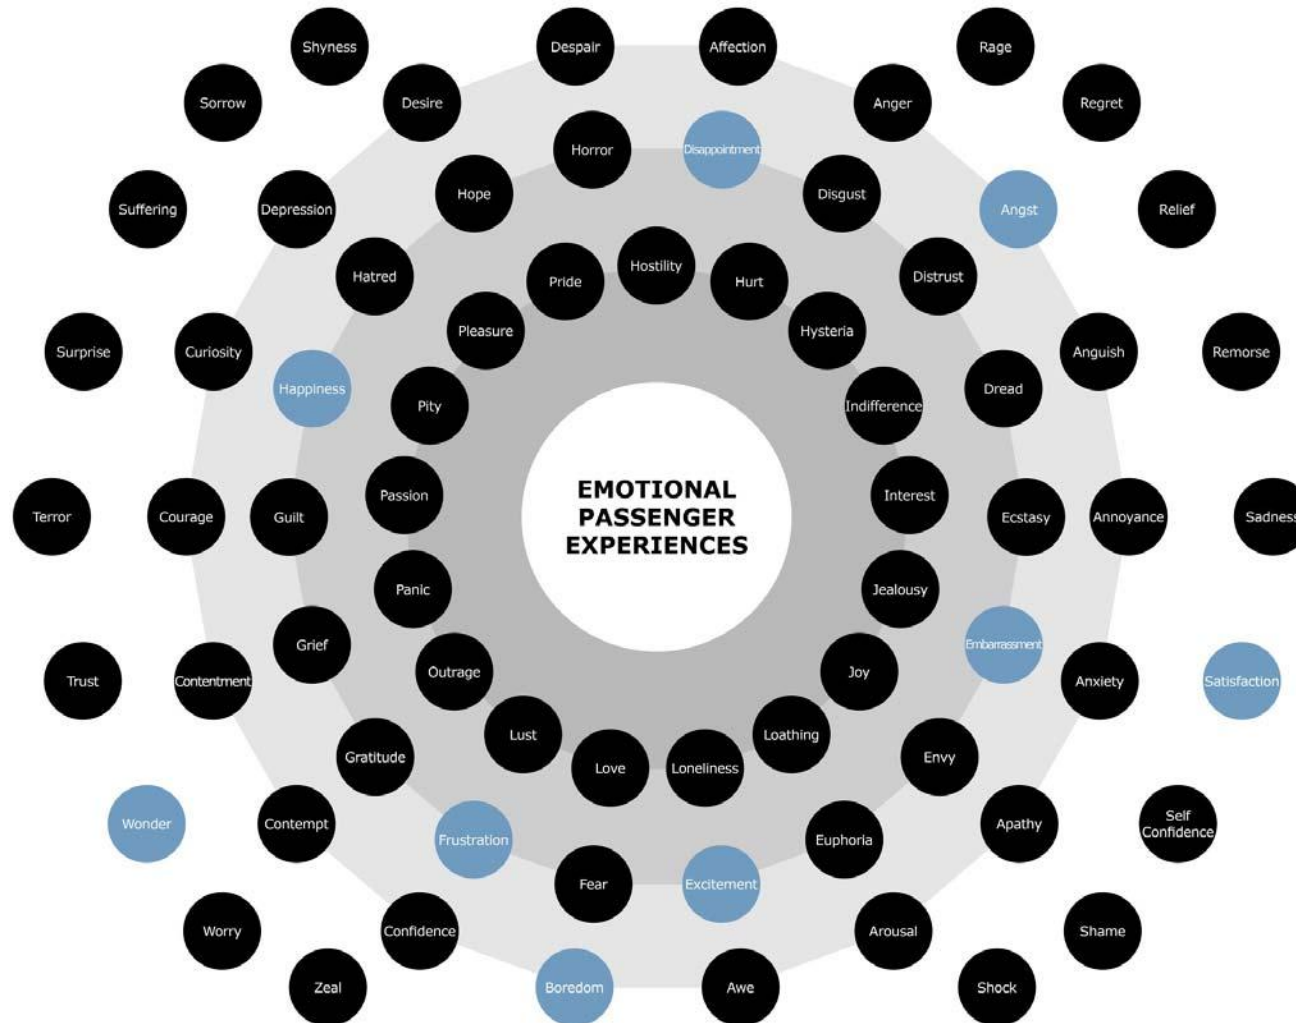 Shyness
Despair
Affection
Rage
Sorrow
Desire
Anger
Regret
Horror
Disappointment
Hope
Disgust
Suffering
Depression
Angst
Relief
Hatred
Pride
Hostility
Hurt
Distrust
Pleasure
Hysteria
Surprise
Curiosity
Anguish
Remorse
Happiness
Pity
Indifference
Dread
Passion
Interest
Terror
Courage
Guilt
EMOTIONAL
PASSENGER
EXPERIENCES
Ecstasy
Annoyance
Sadness
Panic
Jealousy
Grief
Embarrassment
Trust
Contentment
Outrage
Joy
Anxiety
Satisfaction
Lust
Loathing
Gratitude
Love
Loneliness
Envy
Wonder
Contempt
Frustration
Euphoria
Apathy
Self
Confidence
Fear
Excitement
Worry
Confidence
Arousal
Shame
Zeal
Boredom
Awe
Shock